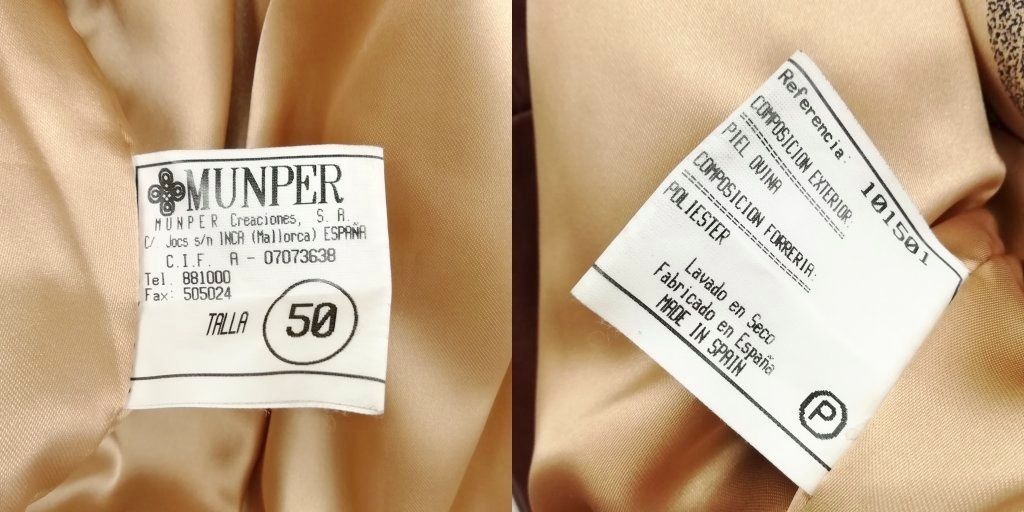 MUNPER
MUNPER Creaciones, S.A.
C/. Jocs s/n INCA (Mallorca) ESPAÑA
C.I.F. A - 07073638
Tel. 881000
Fax: 505024
TALLA 50
Referencia: 101501
COMPOSICION EXTERIOR:
PIEL OVINA
COMPOSICION FORRERIA:
POLIESTER
Lavado en Seco
Fabricado en España
MADE IN SPAIN
P